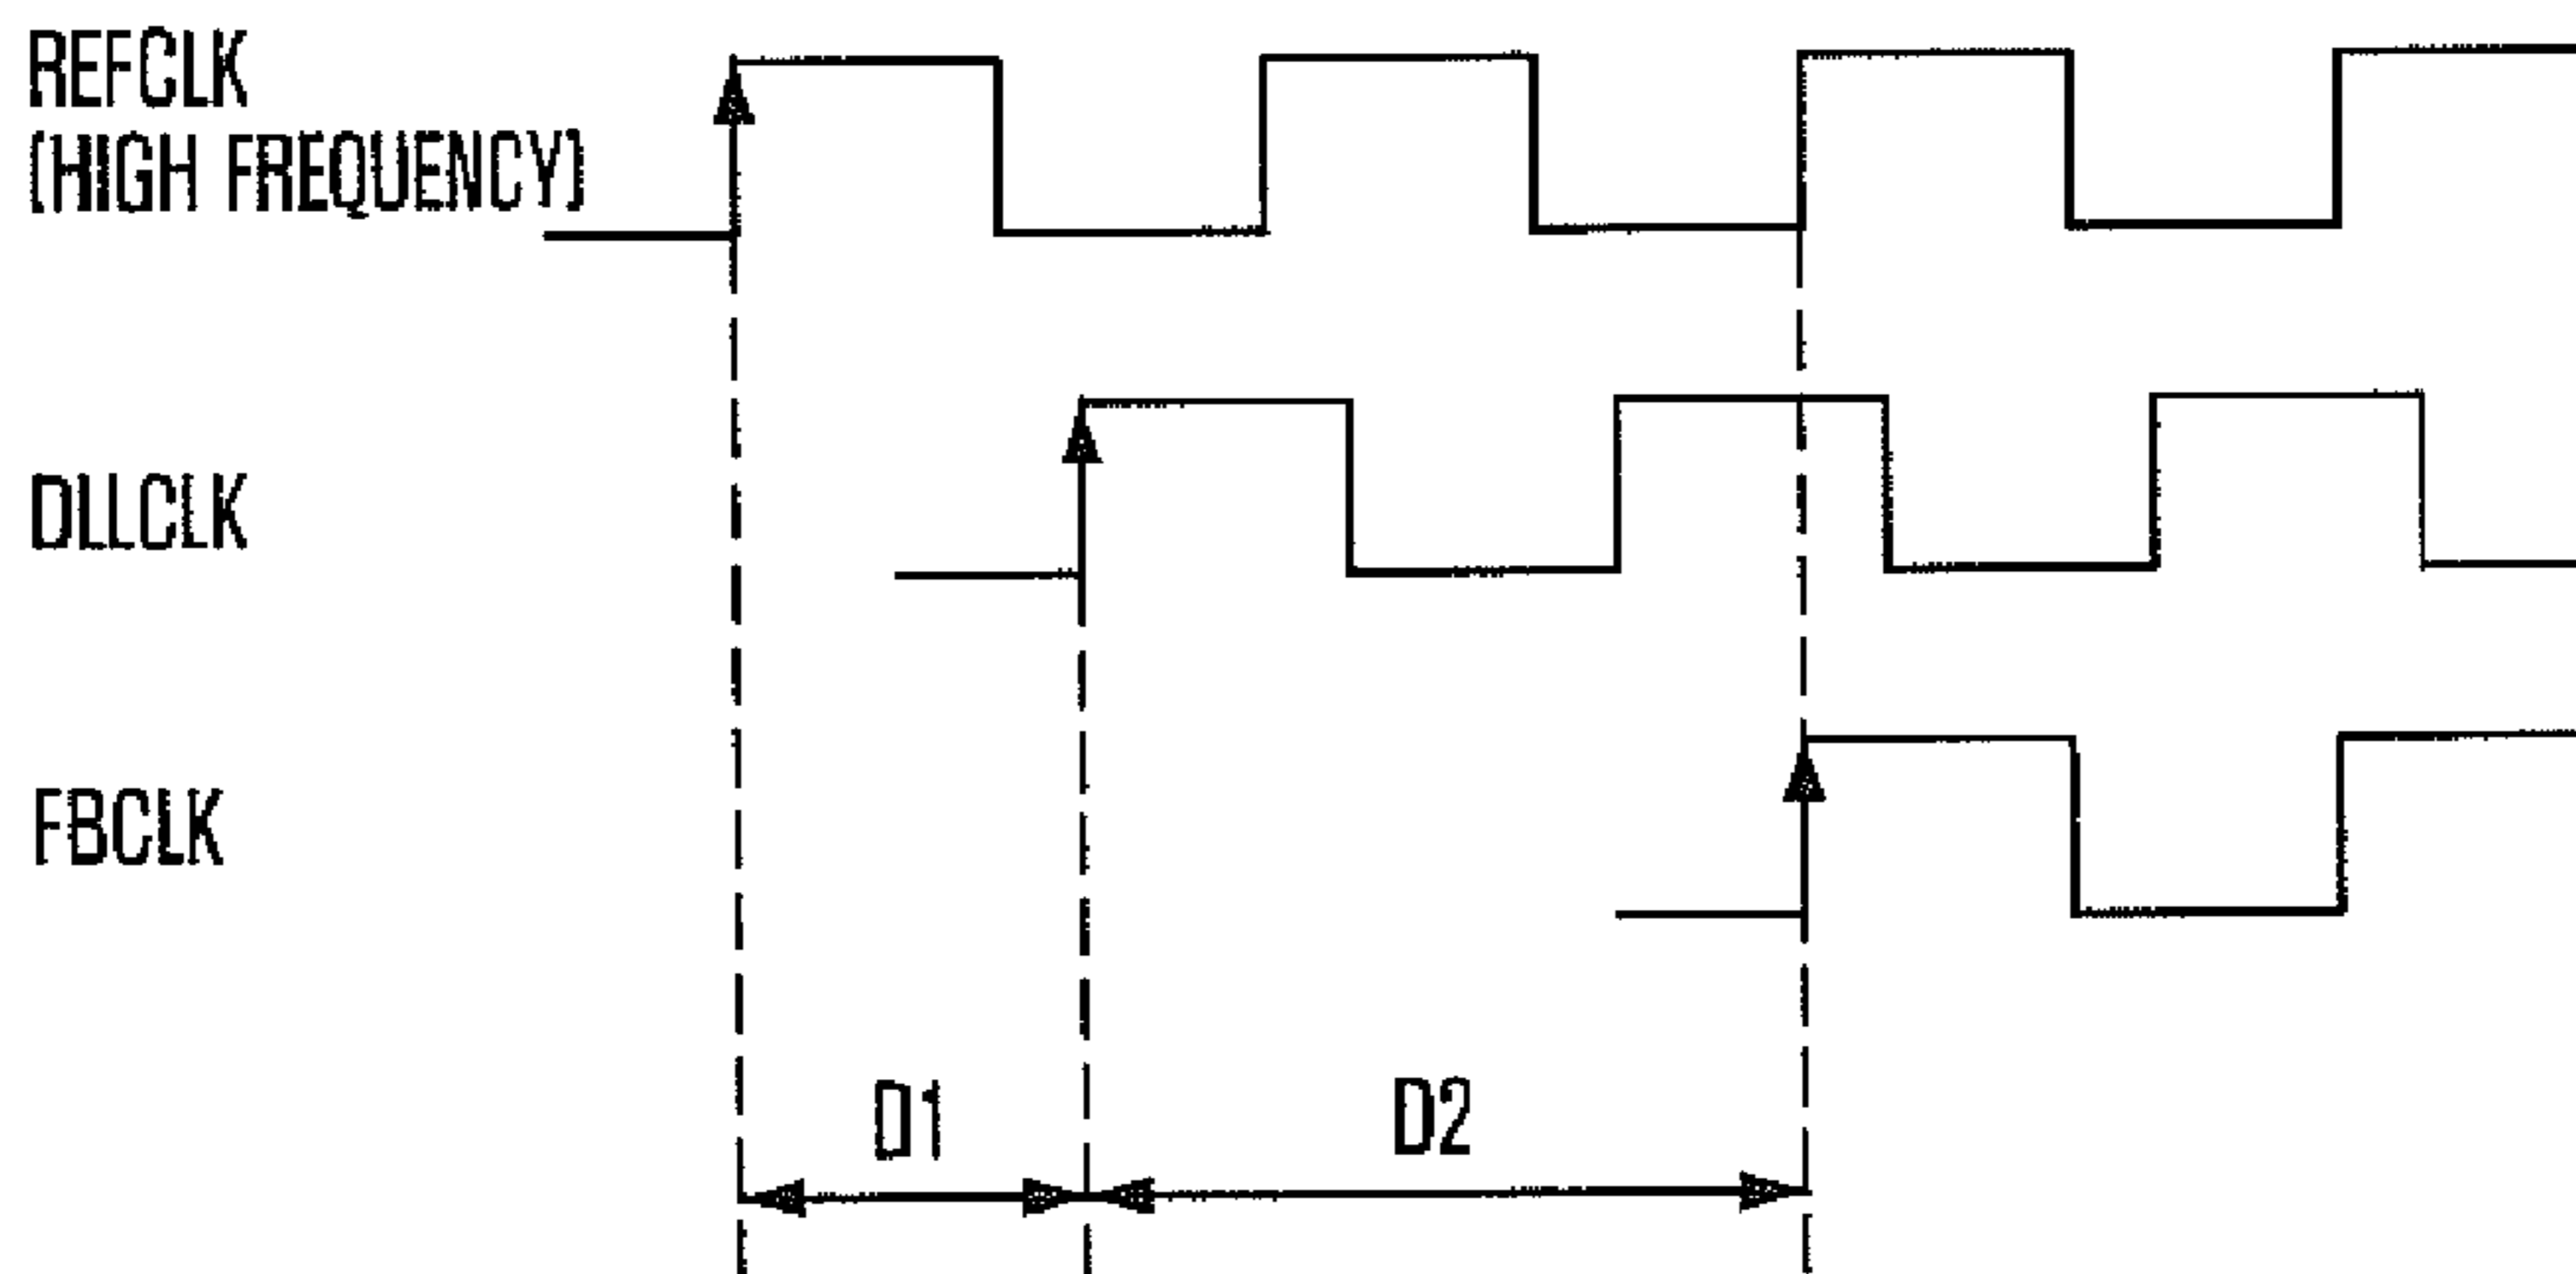 REFCLK
(HIGH FREQUENCY)
DLLCLK
FBCLK
D1
D2